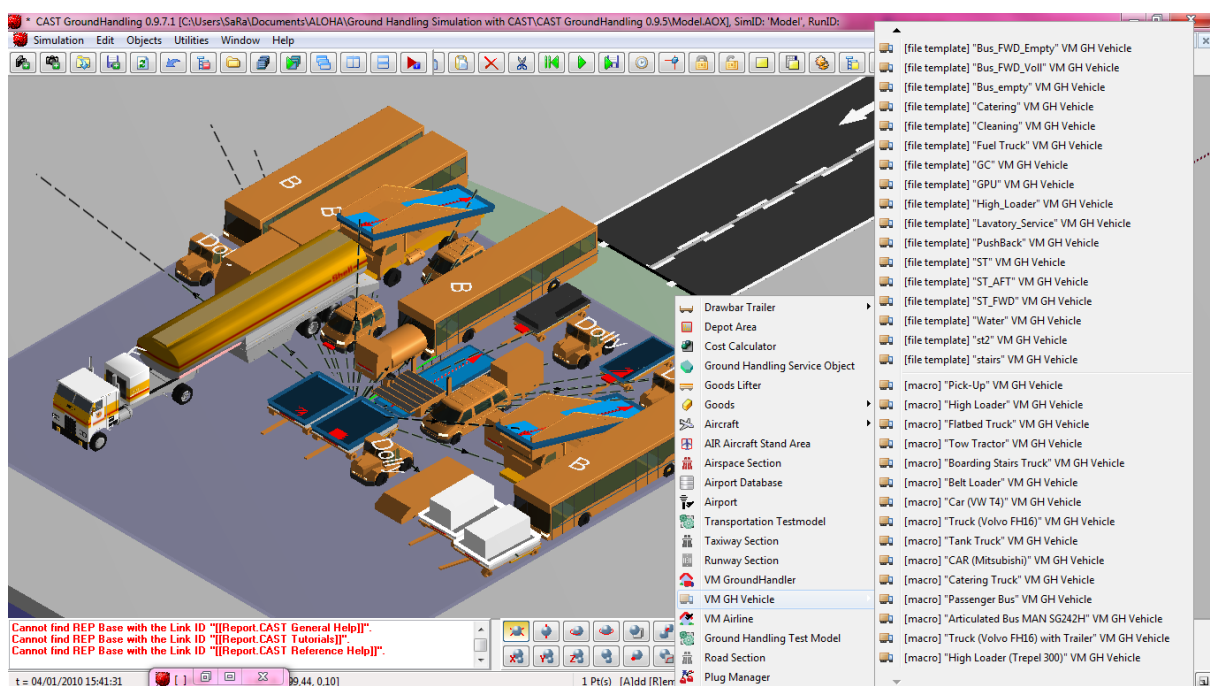 * CAST GroundHandling 0.9.7.1 [C:\Users\SaRa\Documents\ALOHA\Ground Handling Simulation with CAST\CAST GroundHandling 0.9.5\Model.AOX], SimID: 'Model', RunID:
Simulation Edit Objects Utilities Window Help
B
B
Dol
Shell
B
Dolly
Dolly
B
Drawbar Trailer
Depot Area
Cost Calculator
Ground Handling Service Object
Goods Lifter
Goods
Aircraft
AIR Aircraft Stand Area
Airspace Section
Airport Database
Airport
Transportation Testmodel
Taxiway Section
Runway Section
VM GroundHandler
VM GH Vehicle
VM Airline
Ground Handling Test Model
Road Section
Plug Manager
[file template] "Bus_FWD_Empty" VM GH Vehicle
[file template] "Bus_FWD_Voll" VM GH Vehicle
[file template] "Bus_empty" VM GH Vehicle
[file template] "Catering" VM GH Vehicle
[file template] "Cleaning" VM GH Vehicle
[file template] "Fuel Truck" VM GH Vehicle
[file template] "GC" VM GH Vehicle
[file template] "GPU" VM GH Vehicle
[file template] "High_Loader" VM GH Vehicle
[file template] "Lavatory_Service" VM GH Vehicle
[file template] "PushBack" VM GH Vehicle
[file template] "ST" VM GH Vehicle
[file template] "ST_AFT" VM GH Vehicle
[file template] "ST_FWD" VM GH Vehicle
[file template] "Water" VM GH Vehicle
[file template] "st2" VM GH Vehicle
[file template] "stairs" VM GH Vehicle
[macro] "Pick-Up" VM GH Vehicle
[macro] "High Loader" VM GH Vehicle
[macro] "Flatbed Truck" VM GH Vehicle
[macro] "Tow Tractor" VM GH Vehicle
[macro] "Boarding Stairs Truck" VM GH Vehicle
[macro] "Belt Loader" VM GH Vehicle
[macro] "Car (VW T4)" VM GH Vehicle
[macro] "Truck (Volvo FH16)" VM GH Vehicle
[macro] "Tank Truck" VM GH Vehicle
[macro] "CAR (Mitsubishi)" VM GH Vehicle
[macro] "Catering Truck" VM GH Vehicle
[macro] "Passenger Bus" VM GH Vehicle
[macro] "Articulated Bus MAN SG242H" VM GH Vehicle
[macro] "Truck (Volvo FH16) with Trailer" VM GH Vehicle
[macro] "High Loader (Trepel 300)" VM GH Vehicle
Cannot find REP Base with the Link ID "[[Report.CAST General Help]]".
Cannot find REP Base with the Link ID "[[Report.CAST Tutorials]]".
Cannot find REP Base with the Link ID "[[Report.CAST Reference Help]]".
t = 04/01/2010 15:41:31 [ ] 99.44, 0.10] 1 Pt(s) [A]dd [R]em